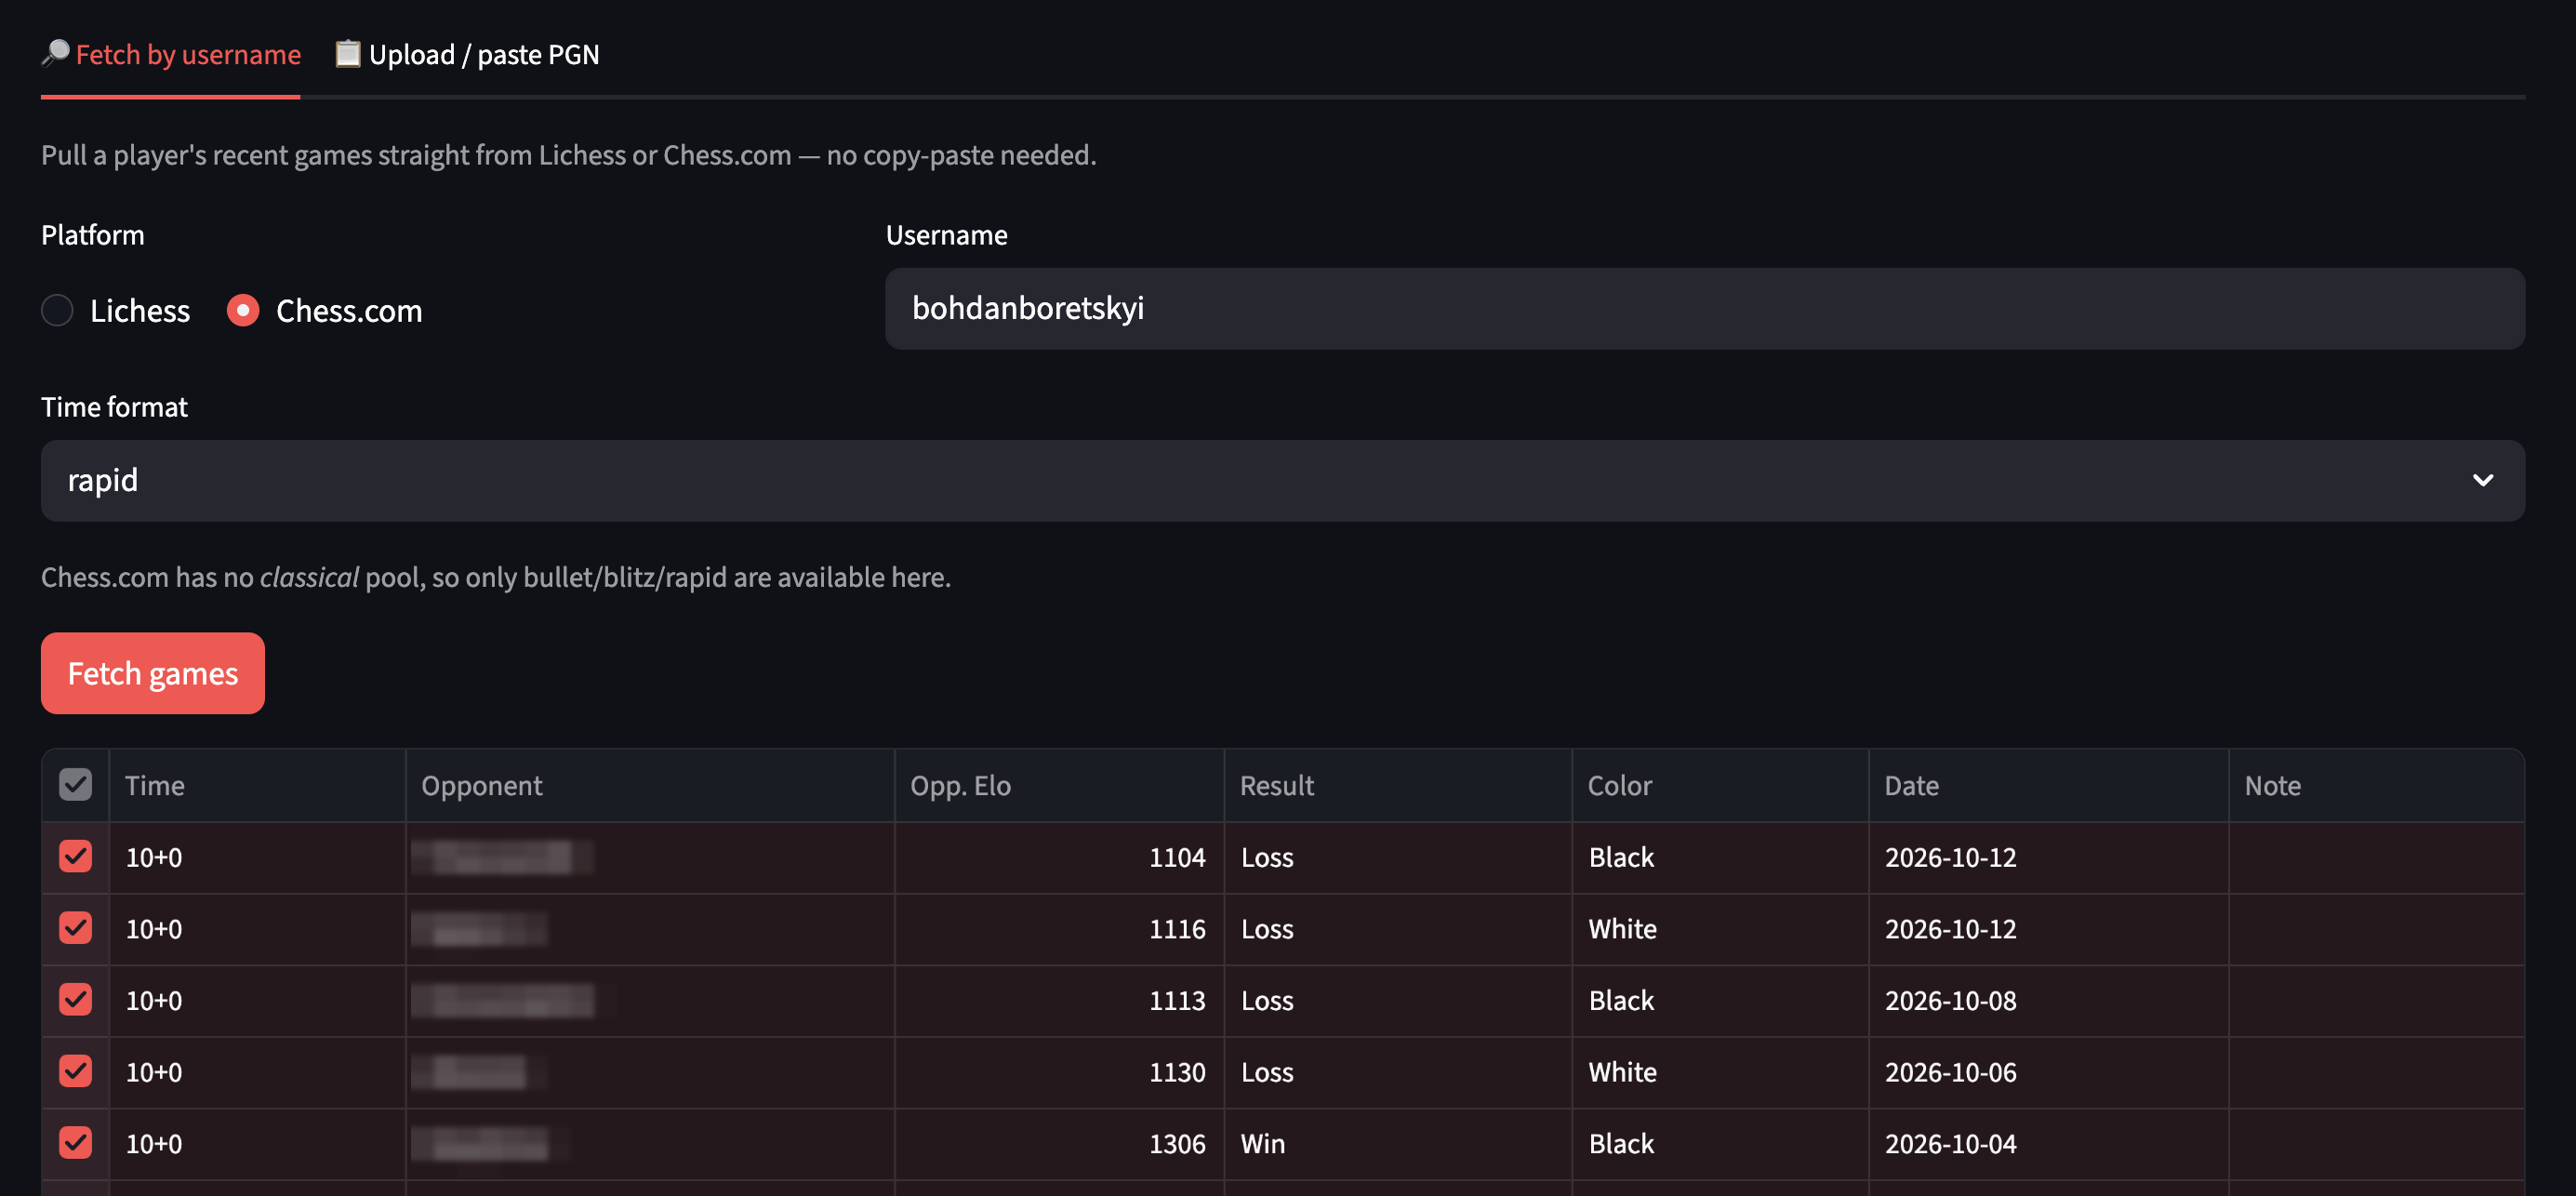 Fetch by username Upload / paste PGN
Pull a player's recent games straight from Lichess or Chess.com — no copy-paste needed.
Platform Username
Lichess Chess.com bohdanboretskyi
Time format
rapid
Chess.com has no classical pool, so only bullet/blitz/rapid are available here.
Fetch games
Time Opponent Opp. Elo Result Color Date Note
10+0 1104 Loss Black 2026-10-12
10+0 1116 Loss White 2026-10-12
10+0 1113 Loss Black 2026-10-08
10+0 1130 Loss White 2026-10-06
10+0 1306 Win Black 2026-10-04